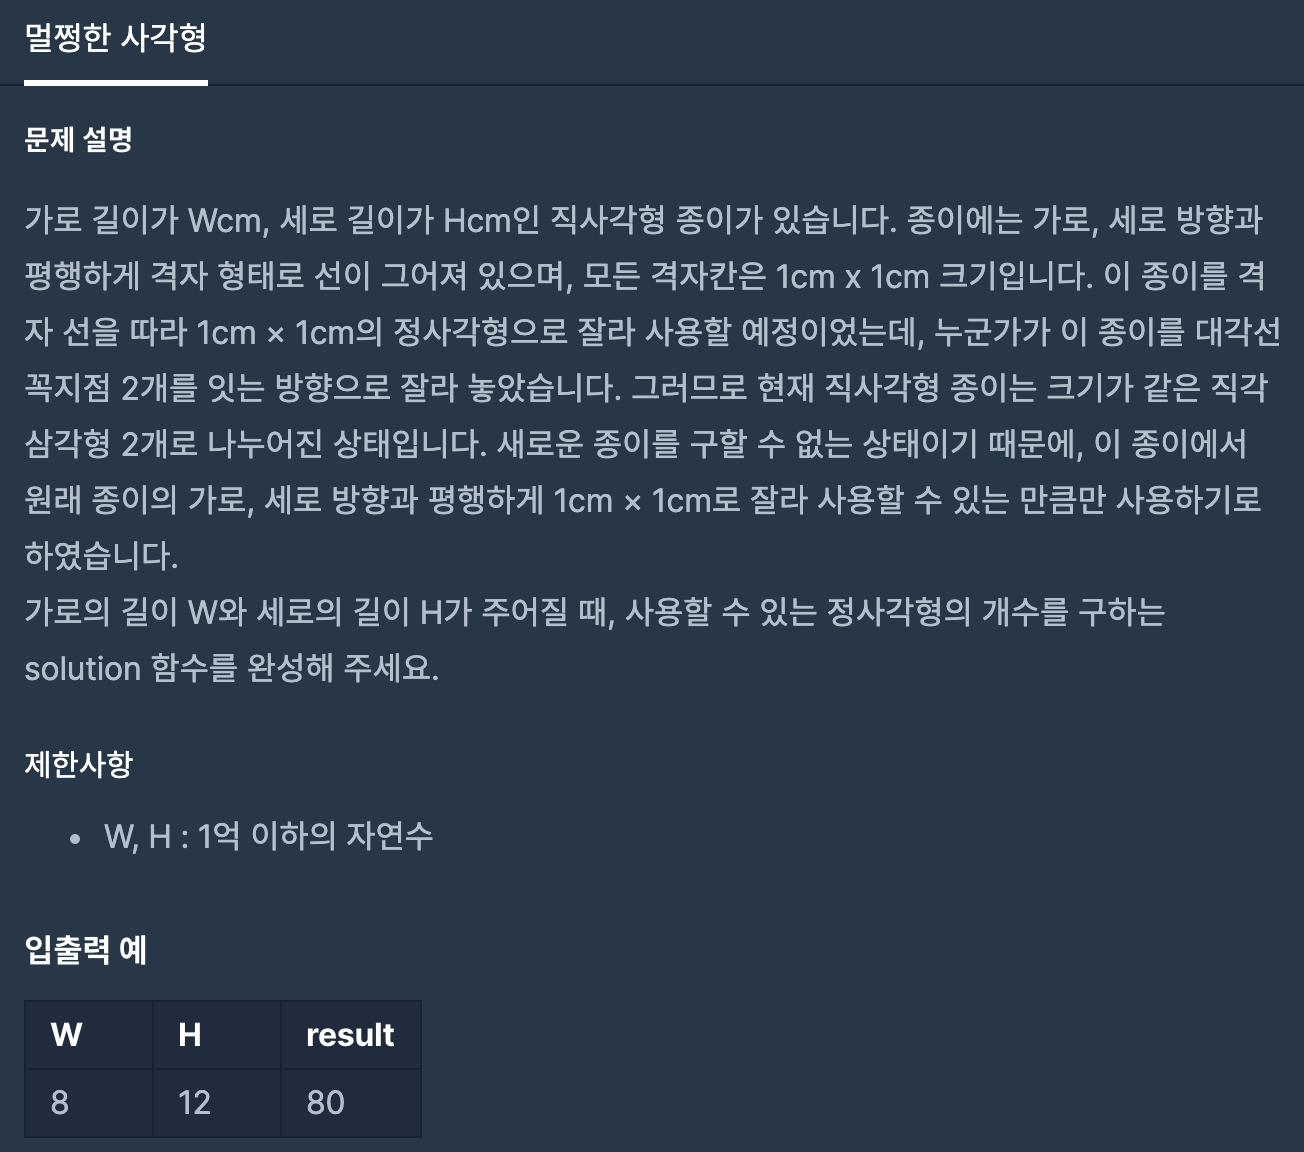 멀쩡한 사각형
문제 설명
가로 길이가 Wcm, 세로 길이가 Hcm인 직사각형 종이가 있습니다. 종이에는 가로, 세로 방향과
평행하게 격자 형태로 선이 그어져 있으며, 모든 격자칸은 1cm x 1cm 크기입니다. 이 종이를 격
자 선을 따라 1cm × 1cm의 정사각형으로 잘라 사용할 예정이었는데, 누군가가 이 종이를 대각선
꼭지점 2개를 잇는 방향으로 잘라 놓았습니다. 그러므로 현재 직사각형 종이는 크기가 같은 직각
삼각형 2개로 나누어진 상태입니다. 새로운 종이를 구할 수 없는 상태이기 때문에, 이 종이에서
원래 종이의 가로, 세로 방향과 평행하게 1cm × 1cm로 잘라 사용할 수 있는 만큼만 사용하기로
하였습니다.
가로의 길이 W와 세로의 길이 H가 주어질 때, 사용할 수 있는 정사각형의 개수를 구하는
solution 함수를 완성해 주세요.
제한사항
• W, H : 1억 이하의 자연수
입출력 예
W H result
8 12 80